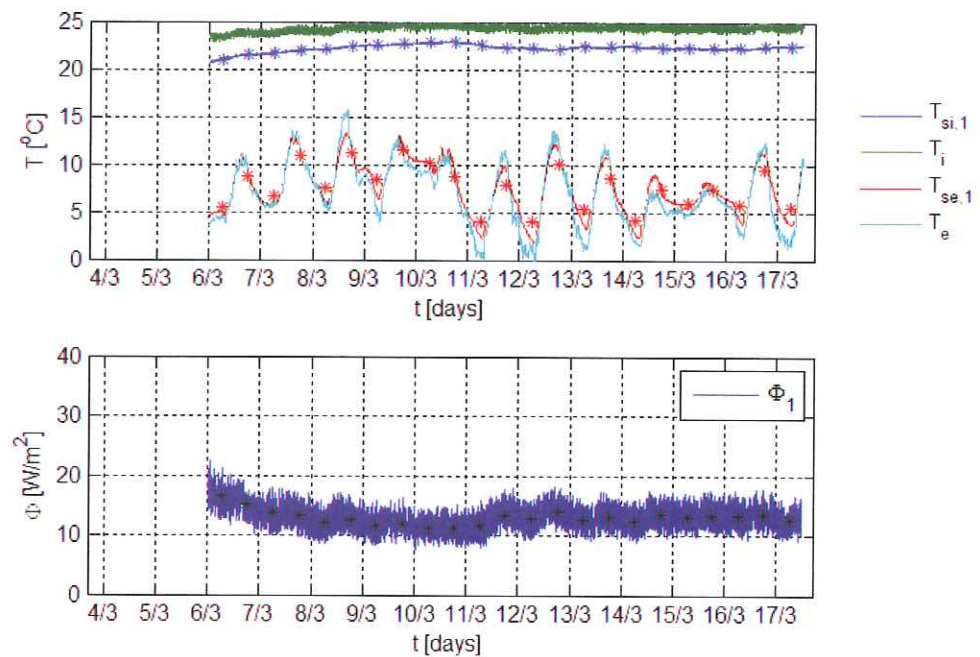 25
20
15
10
5
0
T [°C]
4/3 5/3 6/3 7/3 8/3 9/3 10/3 11/3 12/3 13/3 14/3 15/3 16/3 17/3
t [days]
T_si,1
T_i
T_se,1
T_e
40
30
20
10
0
Φ [W/m²]
Φ_1
4/3 5/3 6/3 7/3 8/3 9/3 10/3 11/3 12/3 13/3 14/3 15/3 16/3 17/3
t [days]